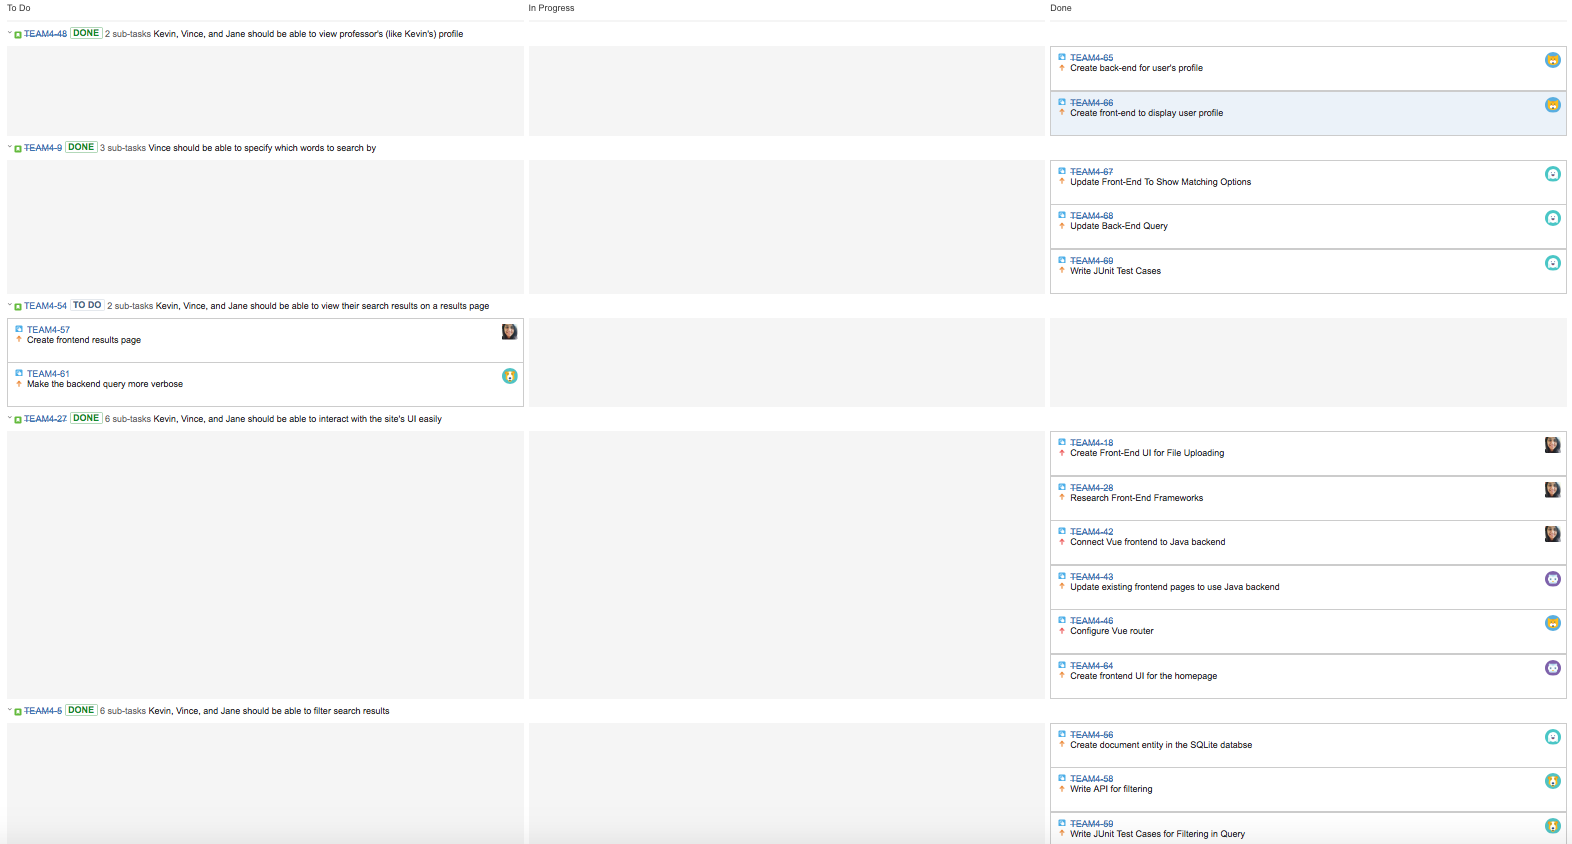 To Do
In Progress
Done
TEAM4-48 DONE 2 sub-tasks Kevin, Vince, and Jane should be able to view professor's (like Kevin's) profile
TEAM4-65
Create back-end for user's profile
TEAM4-66
Create front-end to display user profile
TEAM4-9 DONE 3 sub-tasks Vince should be able to specify which words to search by
TEAM4-67
Update Front-End To Show Matching Options
TEAM4-68
Update Back-End Query
TEAM4-69
Write JUnit Test Cases
TEAM4-54 TO DO 2 sub-tasks Kevin, Vince, and Jane should be able to view their search results on a results page
TEAM4-57
Create frontend results page
TEAM4-61
Make the backend query more verbose
TEAM4-27 DONE 6 sub-tasks Kevin, Vince, and Jane should be able to interact with the site's UI easily
TEAM4-18
Create Front-End UI for File Uploading
TEAM4-28
Research Front-End Frameworks
TEAM4-42
Connect Vue frontend to Java backend
TEAM4-43
Update existing frontend pages to use Java backend
TEAM4-46
Configure Vue router
TEAM4-64
Create frontend UI for the homepage
TEAM4-5 DONE 6 sub-tasks Kevin, Vince, and Jane should be able to filter search results
TEAM4-56
Create document entity in the SQLite databse
TEAM4-58
Write API for filtering
TEAM4-59
Write JUnit Test Cases for Filtering in Query